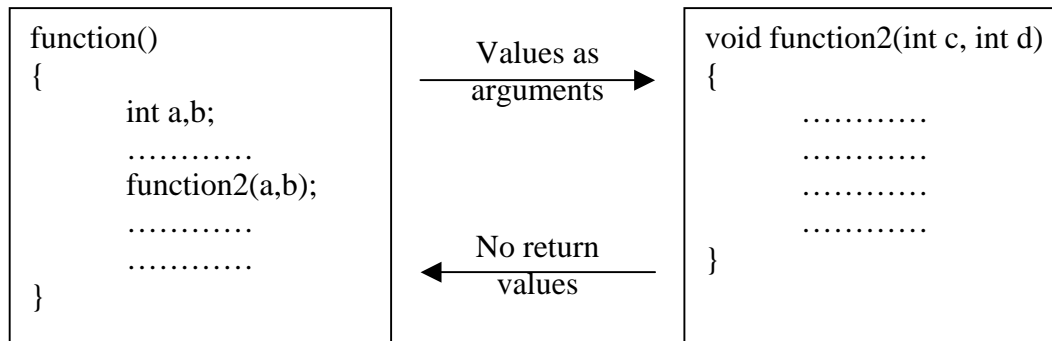 function()
{
int a,b;
…………
function2(a,b);
…………
…………
}
Values as
arguments
No return
values
void function2(int c, int d)
{
…………
…………
…………
…………
}